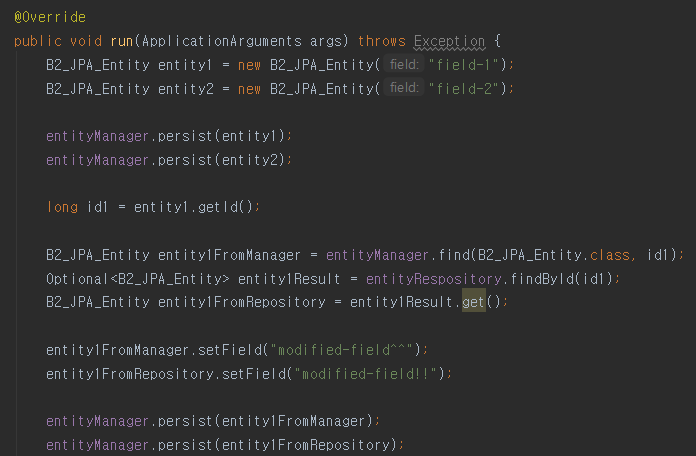 @Override
public void run(ApplicationArguments args) throws Exception {
B2_JPA_Entity entity1 = new B2_JPA_Entity( field: "field-1");
B2_JPA_Entity entity2 = new B2_JPA_Entity( field: "field-2");
entityManager.persist(entity1);
entityManager.persist(entity2);
long id1 = entity1.getId();
B2_JPA_Entity entity1FromManager = entityManager.find(B2_JPA_Entity.class, id1);
Optional<B2_JPA_Entity> entity1Result = entityRespository.findById(id1);
B2_JPA_Entity entity1FromRepository = entity1Result.get();
entity1FromManager.setField("modified-field^^");
entity1FromRepository.setField("modified-field!!");
entityManager.persist(entity1FromManager);
entityManager.persist(entity1FromRepository);